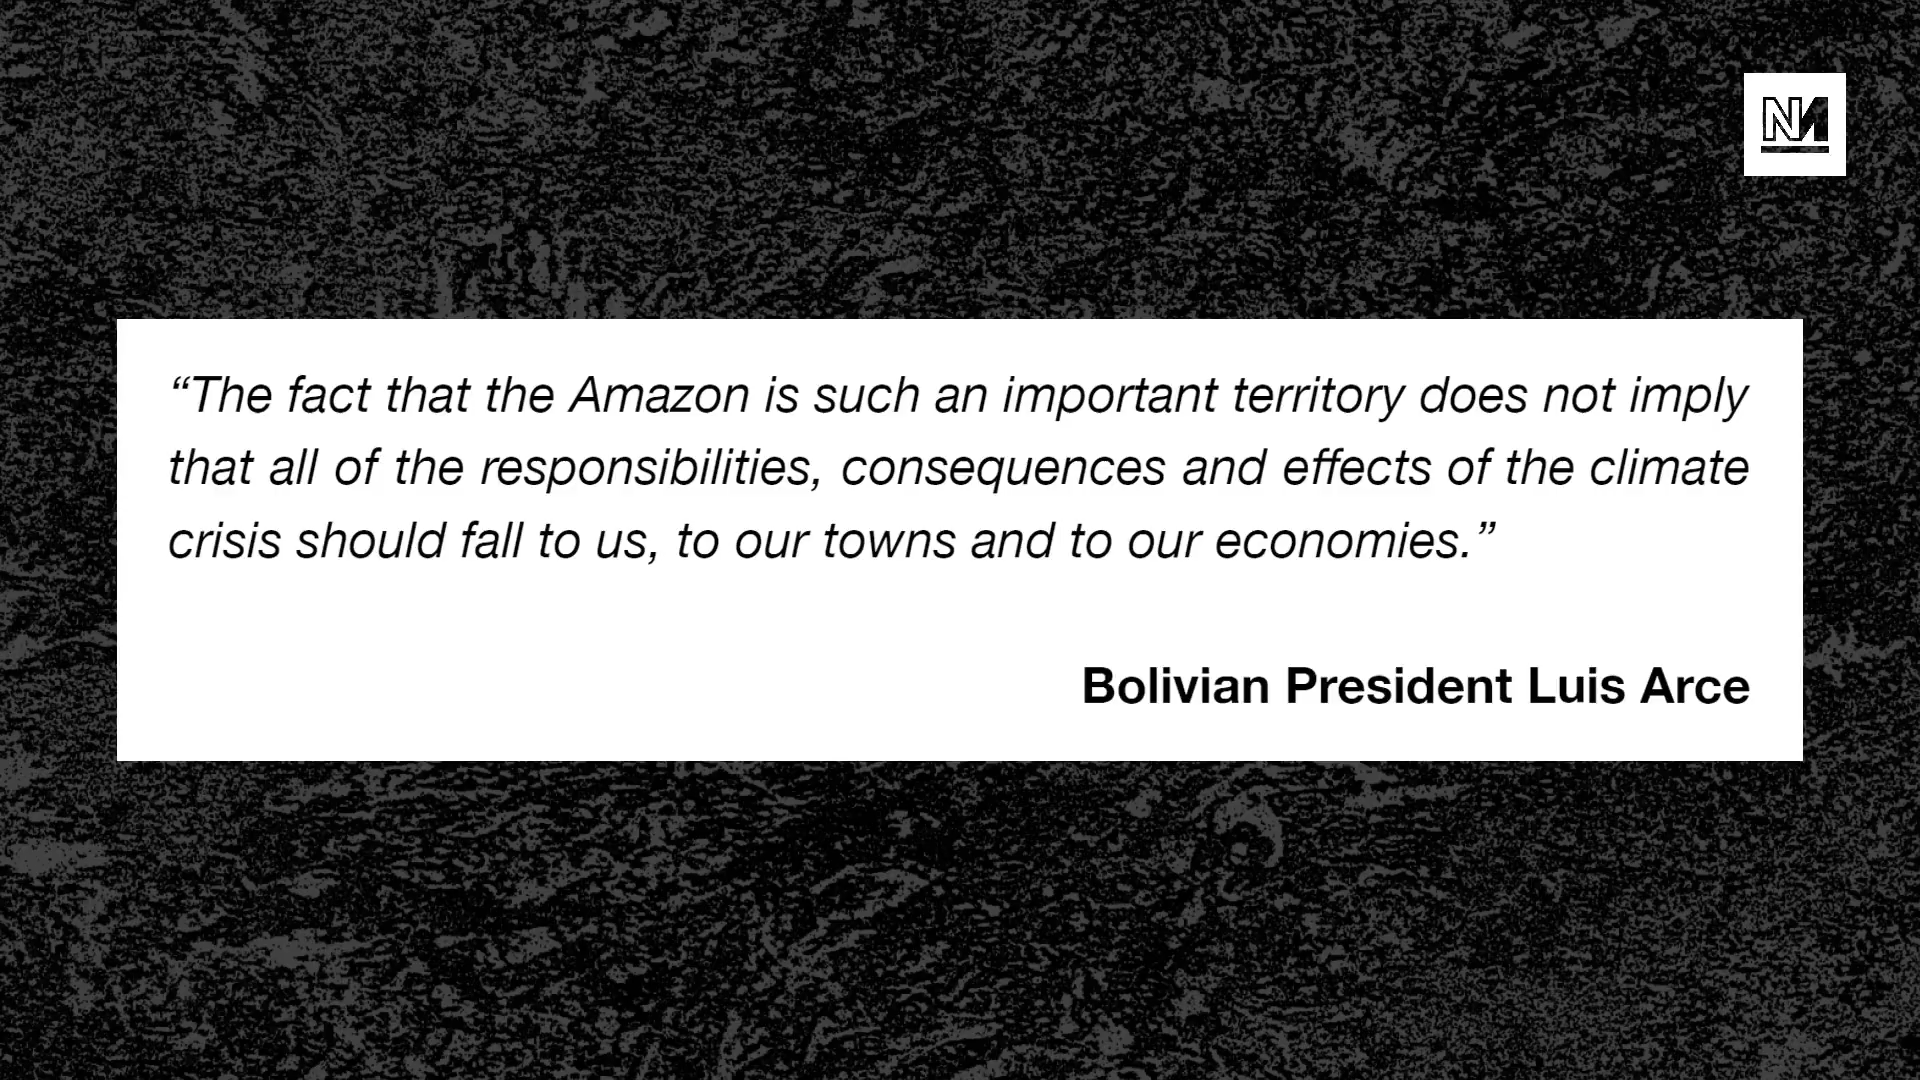 NM
“The fact that the Amazon is such an important territory does not imply
that all of the responsibilities, consequences and effects of the climate
crisis should fall to us, to our towns and to our economies.”
Bolivian President Luis Arce